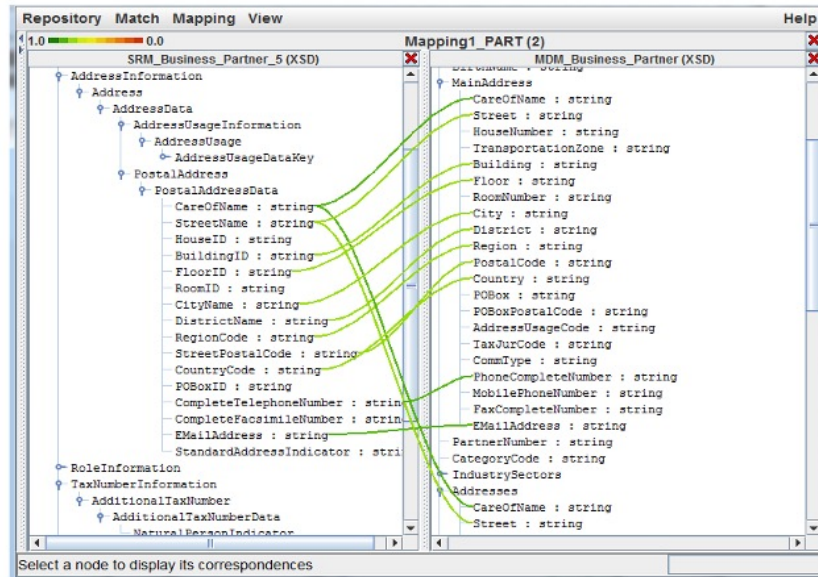 Repository Match Mapping View Help
1.0 0.0 Mapping1_PART (2)
SRM_Business_Partner_5 (XSD)
AddressInformation
Address
AddressData
AddressUsageInformation
AddressUsage
AddressUsageDataKey
PostalAddress
PostalAddressData
CareOfName : string
StreetName : string
HouseID : string
BuildingID : string
FloorID : string
RoomID : string
CityName : string
DistrictName : string
RegionCode : string
StreetPostalCode : string
CountryCode : string
POBoxID : string
CompleteTelephoneNumber : string
CompleteFacsimileNumber : strin
EMailAddress : string
StandardAddressIndicator : stri
RoleInformation
TaxNumberInformation
AdditionalTaxNumber
AdditionalTaxNumberData
NaturalPersonIndicator
MDM_Business_Partner (XSD)
MainAddress
CareOfName : string
Street : string
HouseNumber : string
TransportationZone : string
Building : string
Floor : string
RoomNumber : string
City : string
District : string
Region : string
PostalCode : string
Country : string
POBox : string
POBoxPostalCode : string
AddressUsageCode : string
TaxJurCode : string
CommType : string
PhoneCompleteNumber : string
MobilePhoneNumber : string
FaxCompleteNumber : string
EMailAddress : string
PartnerNumber : string
CategoryCode : string
IndustrySectors
Addresses
CareOfName : string
Street : string
Select a node to display its correspondences